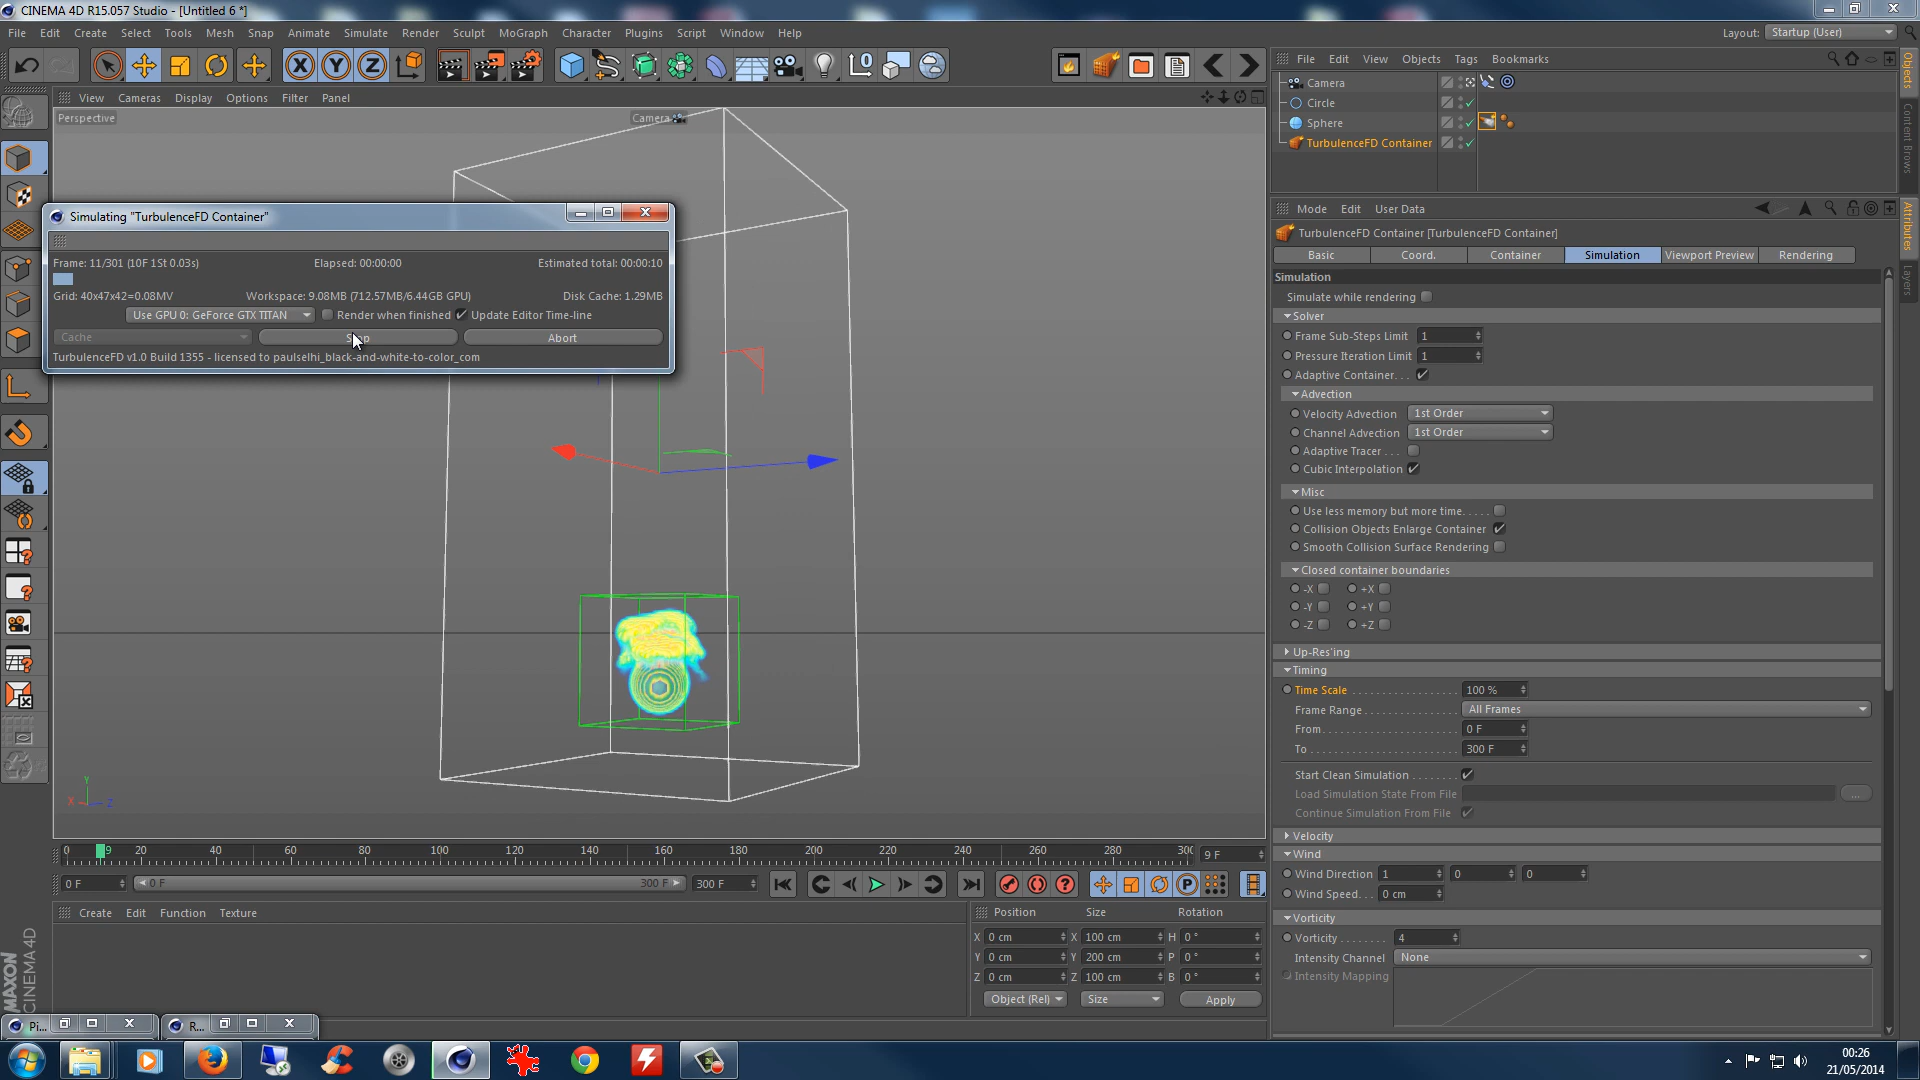 CINEMA 4D R15.057 Studio - [Untitled 6 *]
File Edit Create Select Tools Mesh Snap Animate Simulate Render Sculpt MoGraph Character Plugins Script Window Help
Layout: Startup (User)
View Cameras Display Options Filter Panel
Perspective
Camera
File Edit View Objects Tags Bookmarks
Camera
Circle
Sphere
TurbulenceFD Container
Objects
Content Brows
Attributes
Layers
Simulating "TurbulenceFD Container"
Frame: 11/301 (10F 1St 0.03s) Elapsed: 00:00:00 Estimated total: 00:00:10
Grid: 40x47x42=0.08MV Workspace: 9.08MB (712.57MB/6.44GB GPU) Disk Cache: 1.29MB
Use GPU 0: GeForce GTX TITAN Render when finished Update Editor Time-line
Cache Abort
TurbulenceFD v1.0 Build 1355 - licensed to paulselhi_black-and-white-to-color_com
Mode Edit User Data
TurbulenceFD Container [TurbulenceFD Container]
Basic Coord. Container Simulation Viewport Preview Rendering
Simulation
Simulate while rendering
Solver
Frame Sub-Steps Limit 1
Pressure Iteration Limit 1
Adaptive Container. . .
Advection
Velocity Advection 1st Order
Channel Advection 1st Order
Adaptive Tracer . . .
Cubic Interpolation
Misc
Use less memory but more time. . . . .
Collision Objects Enlarge Container
Smooth Collision Surface Rendering
Closed container boundaries
-X +X
-Y +Y
-Z +Z
Up-Res'ing
Timing
Time Scale 100 %
Frame Range All Frames
From 0 F
To 300 F
Start Clean Simulation
Load Simulation State From File ...
Continue Simulation From File
Velocity
Wind
Wind Direction 1 0 0
Wind Speed. . . 0 cm
Vorticity
Vorticity 4
Intensity Channel None
Intensity Mapping
Y
X Z
0 9 20 40 60 80 100 120 140 160 180 200 220 240 260 280 300 9 F
0 F 0 F 300 F 300 F
Create Edit Function Texture
Position Size Rotation
X 0 cm X 100 cm H 0 °
Y 0 cm Y 200 cm P 0 °
Z 0 cm Z 100 cm B 0 °
Object (Rel) Size Apply
MAXON
CINEMA 4D
Pi... R...
00:26
21/05/2014